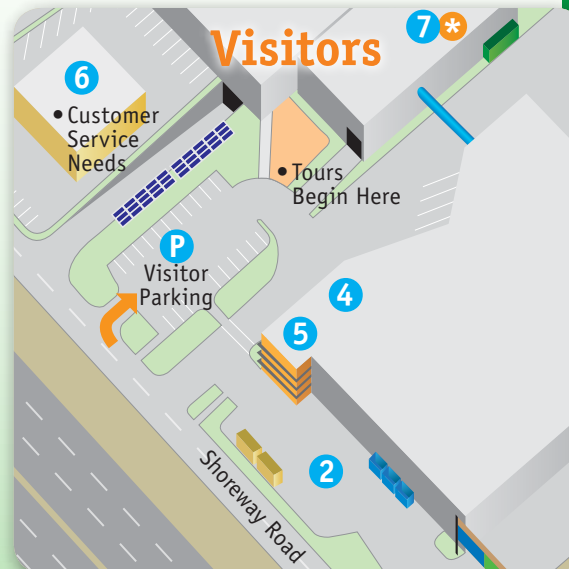 Visitors
7 *
6
• Customer
Service
Needs
• Tours
Begin Here
P
Visitor
Parking
4
5
2
Shoreway Road